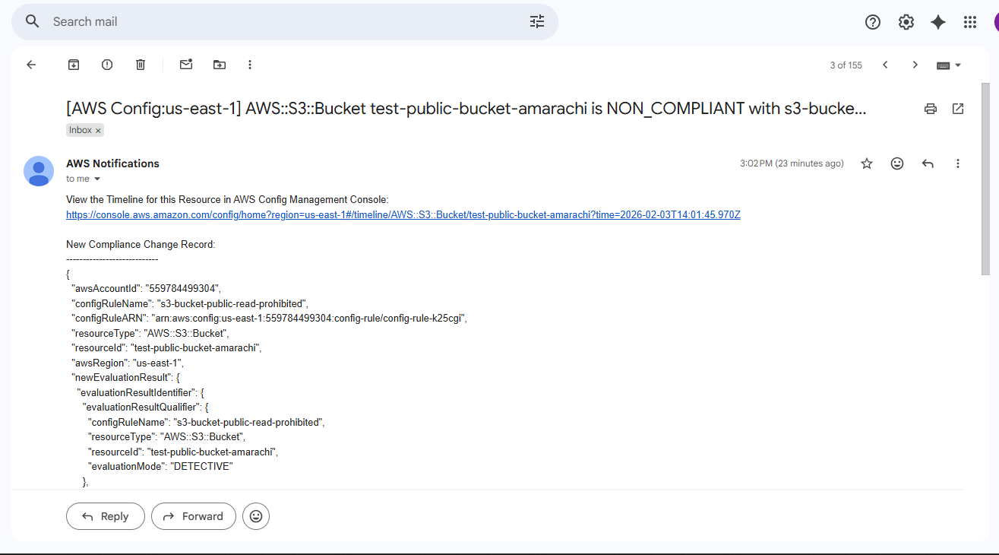 Search mail
3 of 155
[AWS Config:us-east-1] AWS::S3::Bucket test-public-bucket-amarachi is NON_COMPLIANT with s3-bucke...
Inbox ×
AWS Notifications
3:02 PM (23 minutes ago)
to me
View the Timeline for this Resource in AWS Config Management Console:
https://console.aws.amazon.com/config/home?region=us-east-1#/timeline/AWS::S3::Bucket/test-public-bucket-amarachi?time=2026-02-03T14:01:45.970Z
New Compliance Change Record:
----------------------------
{
"awsAccountId": "559784499304",
"configRuleName": "s3-bucket-public-read-prohibited",
"configRuleARN": "arn:aws:config:us-east-1:559784499304:config-rule/config-rule-k25cgi",
"resourceType": "AWS::S3::Bucket",
"resourceId": "test-public-bucket-amarachi",
"awsRegion": "us-east-1",
"newEvaluationResult": {
"evaluationResultIdentifier": {
"evaluationResultQualifier": {
"configRuleName": "s3-bucket-public-read-prohibited",
"resourceType": "AWS::S3::Bucket",
"resourceId": "test-public-bucket-amarachi",
"evaluationMode": "DETECTIVE"
},
Reply
Forward